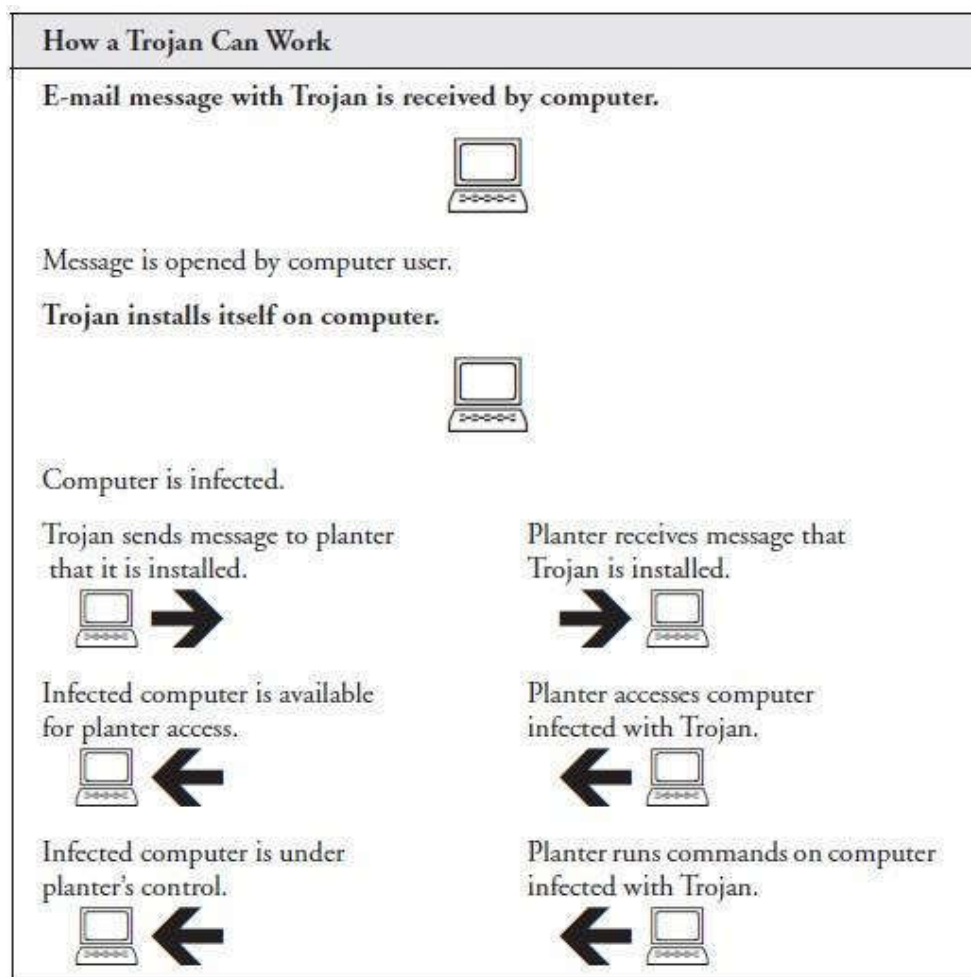 How a Trojan Can Work
E-mail message with Trojan is received by computer.
Message is opened by computer user.
Trojan installs itself on computer.
Computer is infected.
Trojan sends message to planter
that it is installed.
Planter receives message that
Trojan is installed.
Infected computer is available
for planter access.
Planter accesses computer
infected with Trojan.
Infected computer is under
planter's control.
Planter runs commands on computer
infected with Trojan.